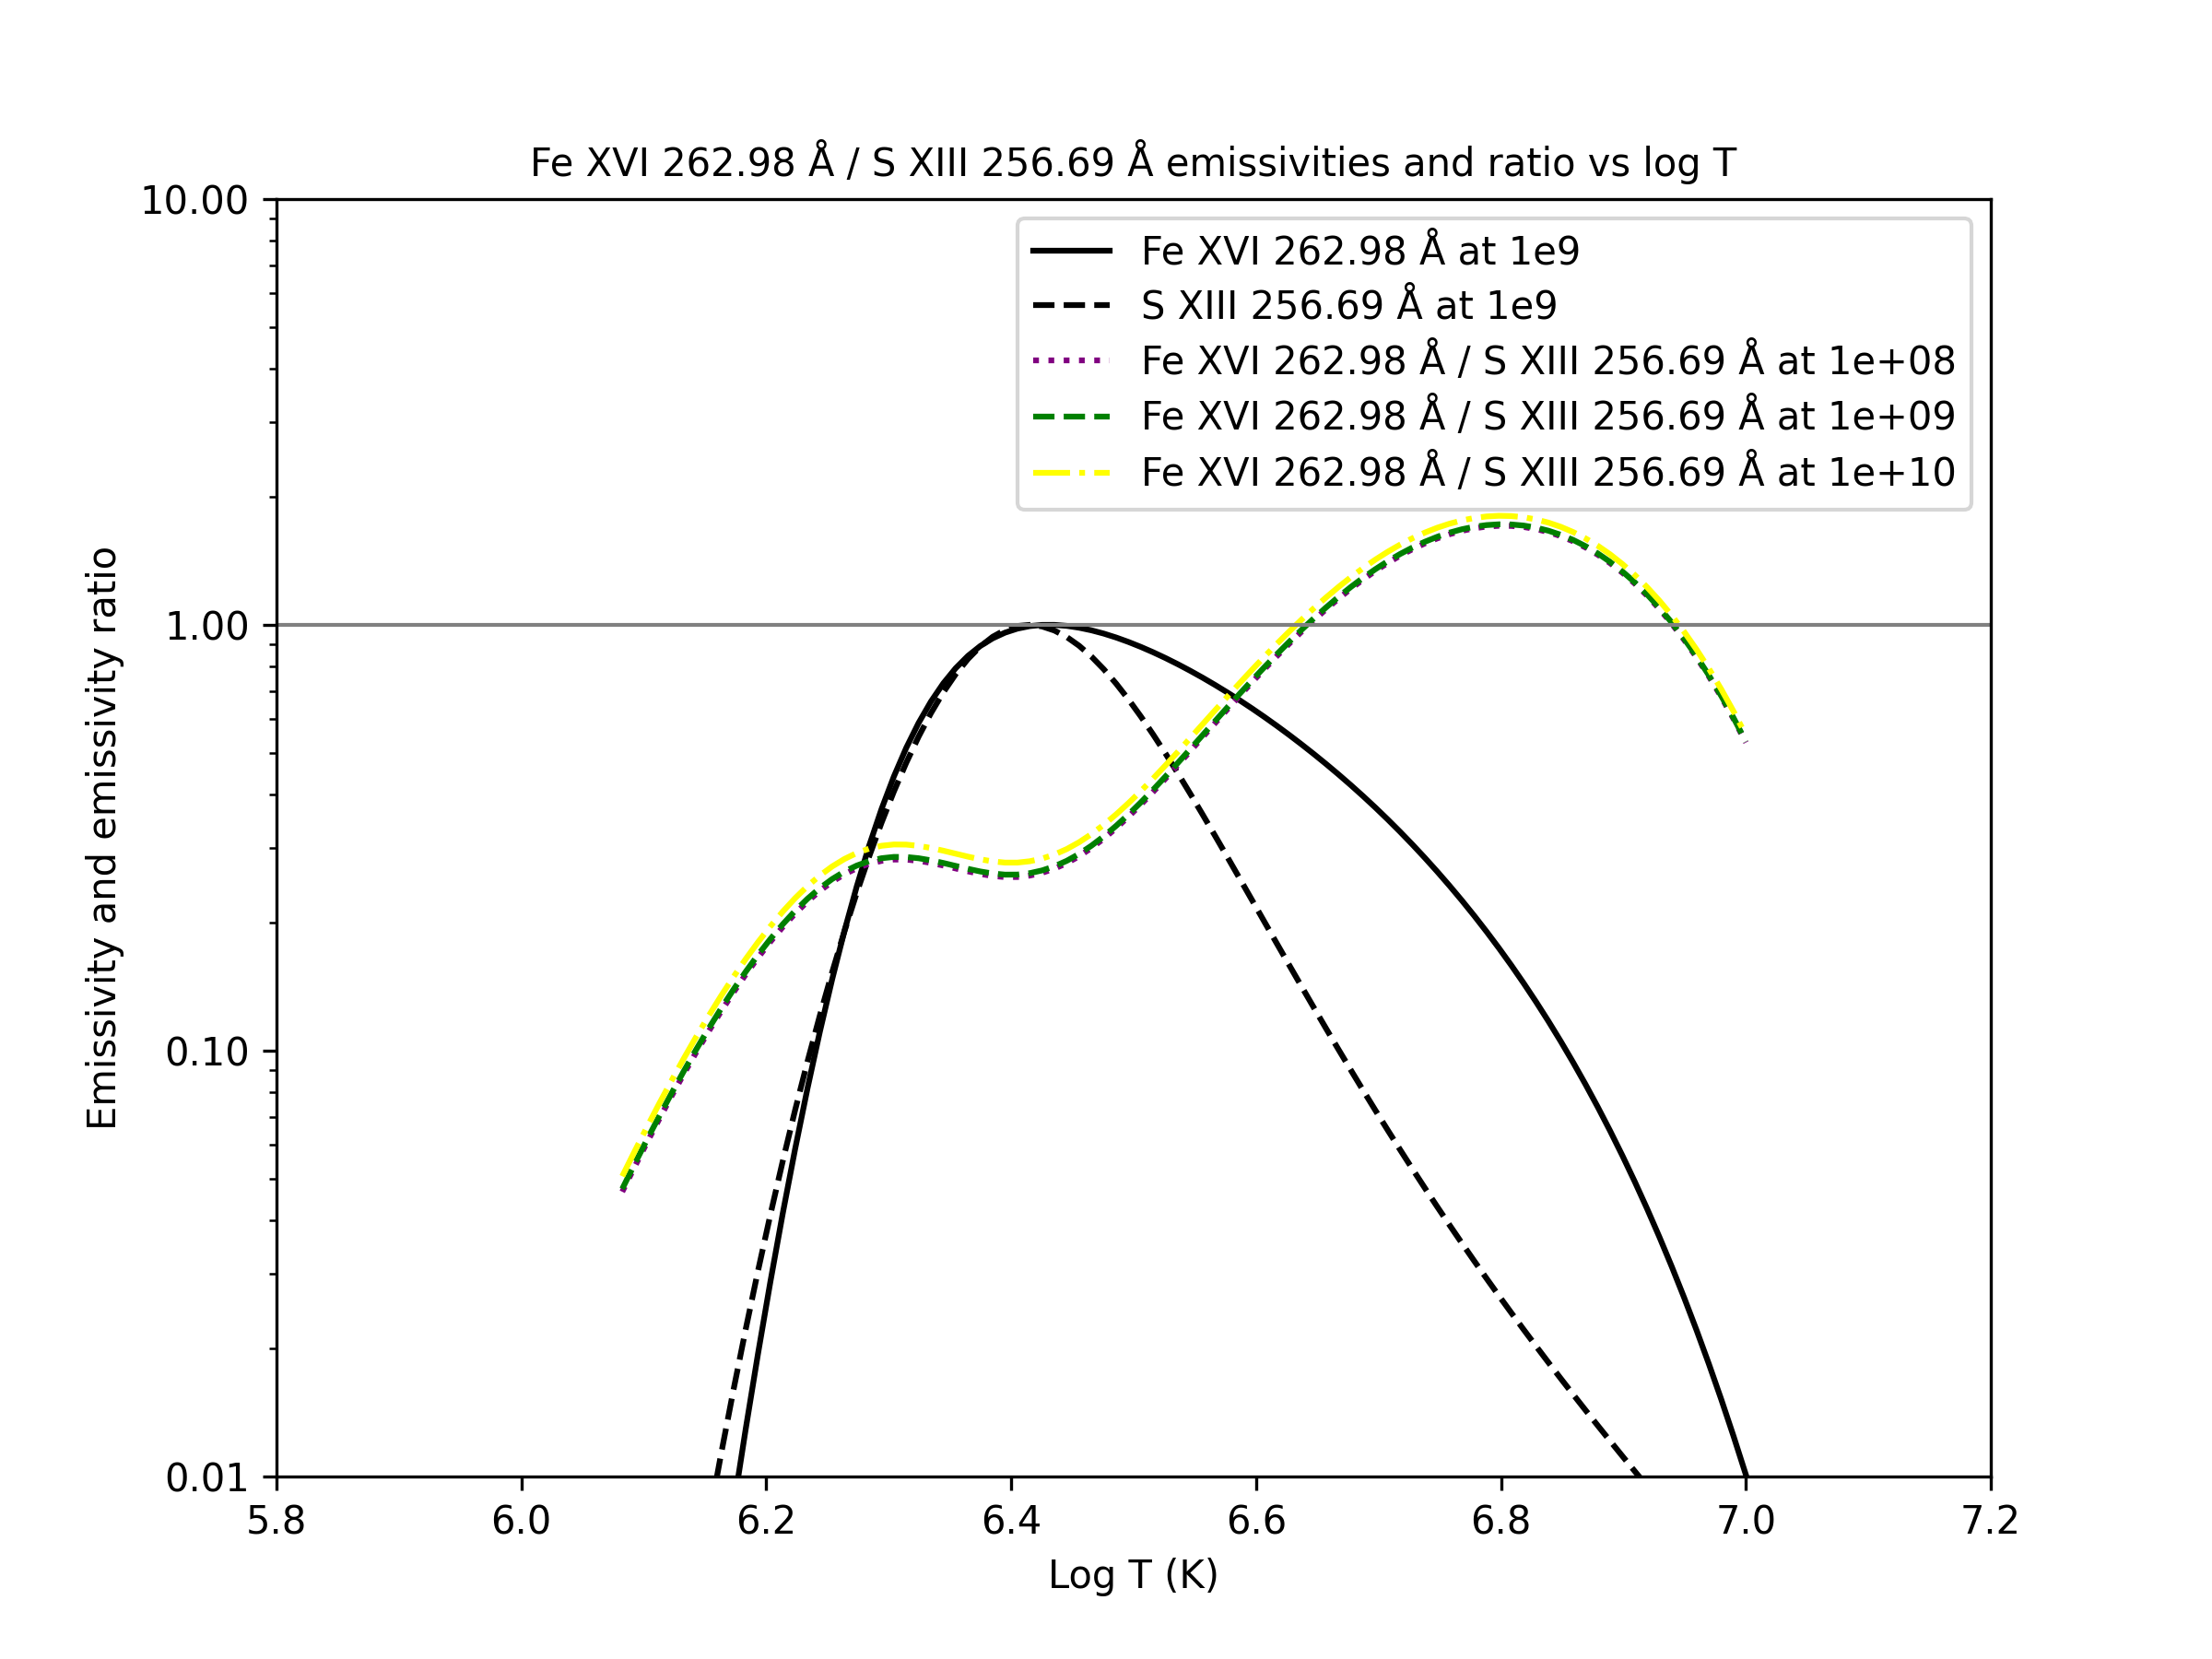 Fe XVI 262.98 Å / S XIII 256.69 Å emissivities and ratio vs log T
10.00
1.00
0.10
0.01
Emissivity and emissivity ratio
Fe XVI 262.98 Å at 1e9
S XIII 256.69 Å at 1e9
Fe XVI 262.98 Å / S XIII 256.69 Å at 1e+08
Fe XVI 262.98 Å / S XIII 256.69 Å at 1e+09
Fe XVI 262.98 Å / S XIII 256.69 Å at 1e+10
5.8 6.0 6.2 6.4 6.6 6.8 7.0 7.2
Log T (K)